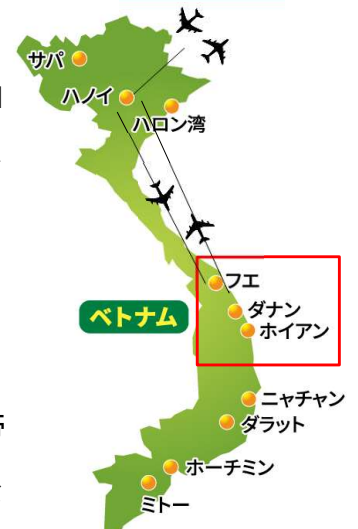 サパ
ハノイ
ハロン湾
フエ
ダナン
ベトナム
ホイアン
ニャチャン
ダラット
ホーチミン
ミトー